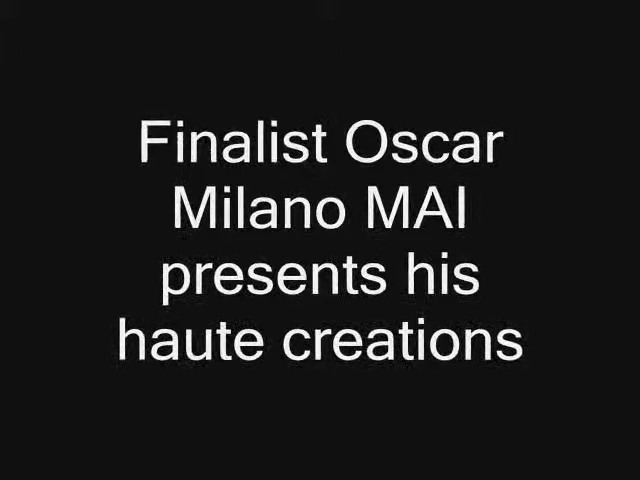 Finalist Oscar
Milano MAI
presents his
haute creations